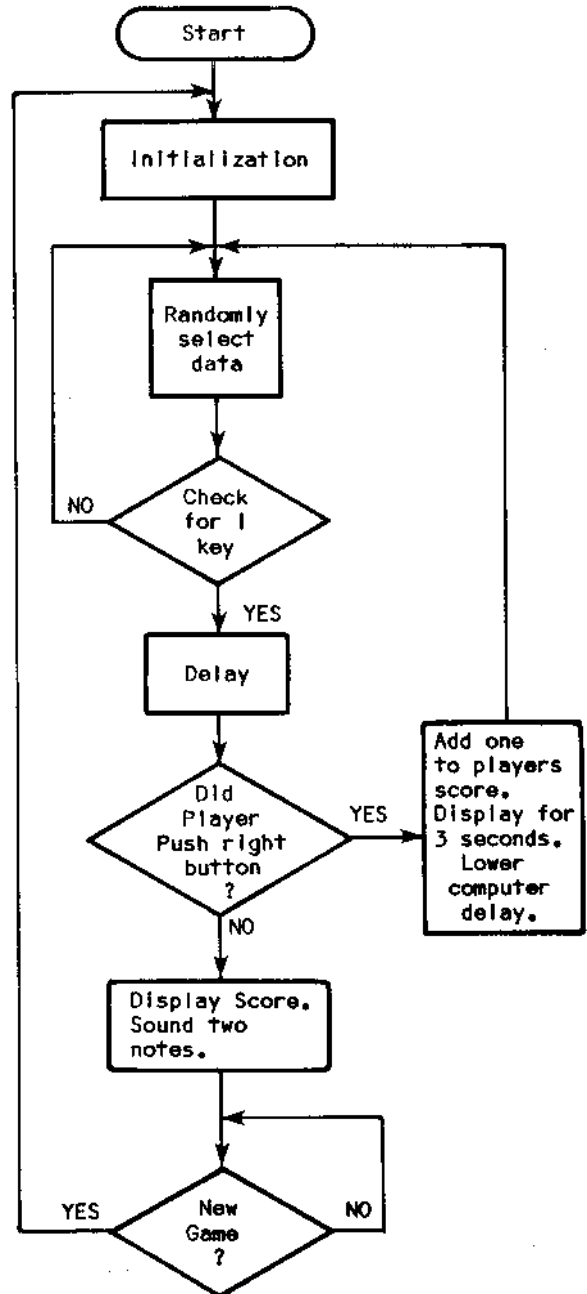 Start
Initialization
Randomly
select
data
Check
for I
key
NO
YES
Delay
Did
Player
Push right
button
?
YES
Add one
to players
score.
Display for
3 seconds.
Lower
computer
delay.
NO
Display Score.
Sound two
notes.
YES
New
Game
?
NO